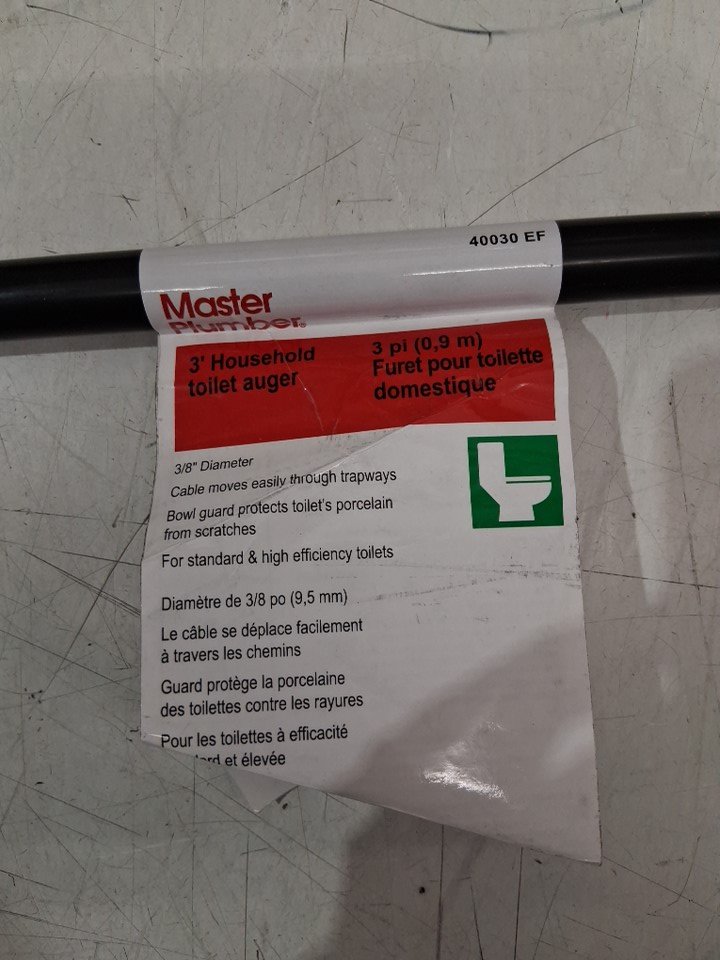 40030 EF
Master
Plumber®
3' Household
toilet auger
3 pi (0,9 m)
Furet pour toilette
domestique
3/8" Diameter
Cable moves easily through trapways
Bowl guard protects toilet's porcelain
from scratches
For standard & high efficiency toilets
Diamètre de 3/8 po (9,5 mm)
Le câble se déplace facilement
à travers les chemins
Guard protège la porcelaine
des toilettes contre les rayures
Pour les toilettes à efficacité
et élevée